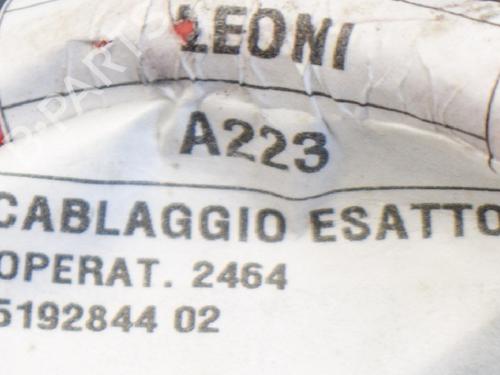 LEONI
A223
CABLAGGIO ESATTO
OPERAT. 2464
5192844 02